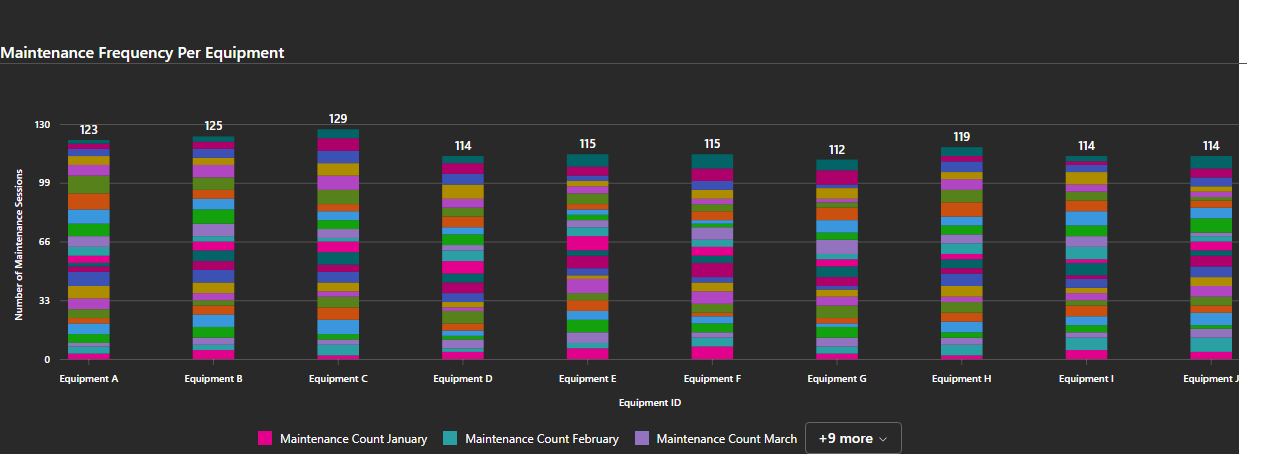 Maintenance Frequency Per Equipment
130
99
66
33
0
Number of Maintenance Sessions
123
125
129
114
115
115
112
119
114
114
Equipment A
Equipment B
Equipment C
Equipment D
Equipment E
Equipment F
Equipment G
Equipment H
Equipment I
Equipment J
Equipment ID
Maintenance Count January
Maintenance Count February
Maintenance Count March
+9 more